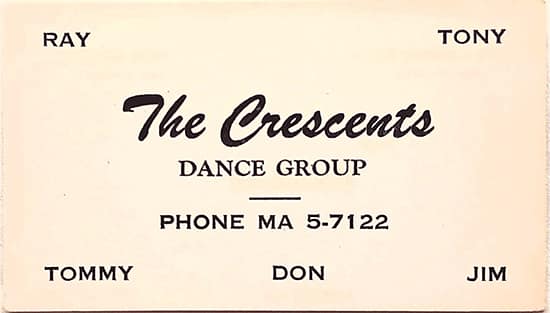 RAY TONY
The Crescents
DANCE GROUP
PHONE MA 5-7122
TOMMY DON JIM